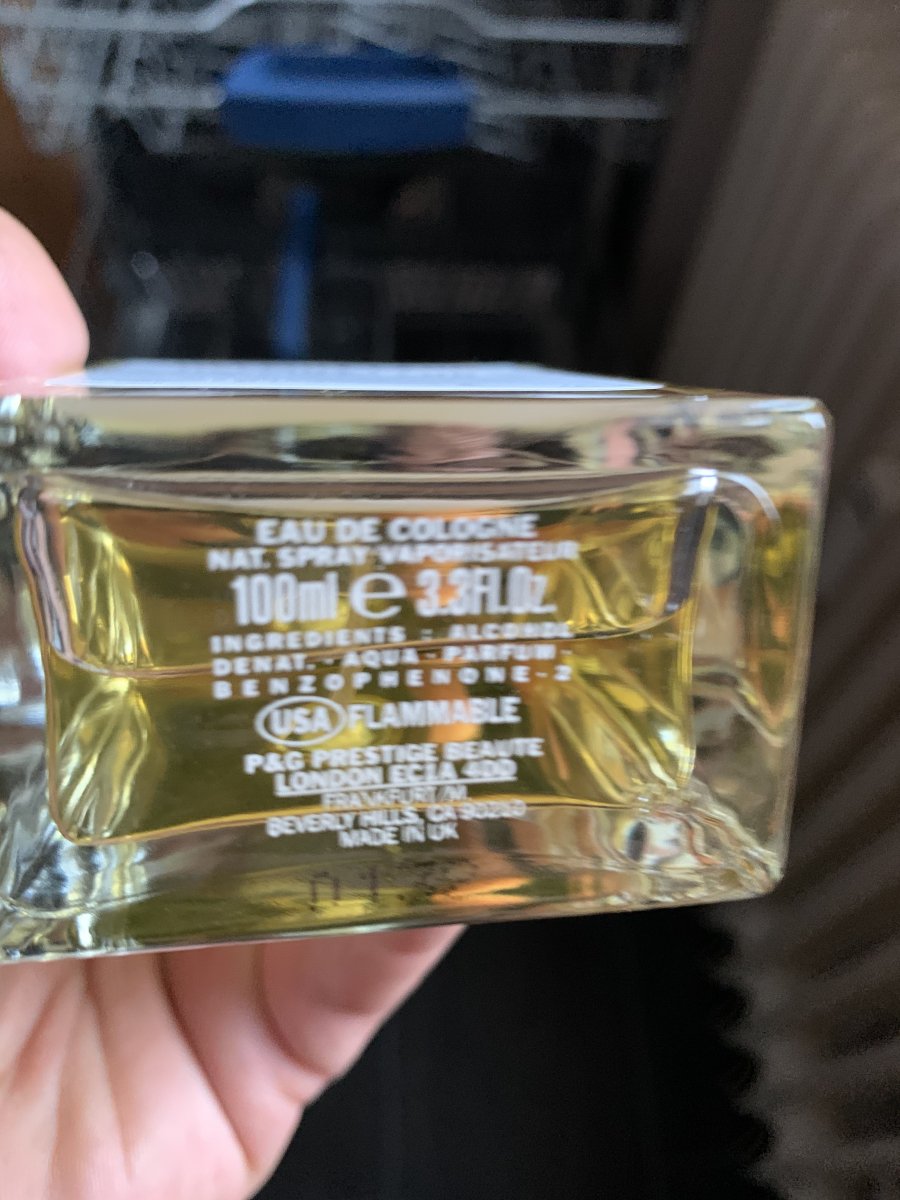 EAU DE COLOGNE
NAT. SPRAY VAPORISATEUR
100ml e 3.3Fl.Oz.
INGREDIENTS : ALCOHOL
DENAT. - AQUA - PARFUM -
BENZOPHENONE-2
USA FLAMMABLE
P&G PRESTIGE BEAUTE
LONDON EC1A 4DD
FRANKFURT/M
BEVERLY HILLS, CA 90210
MADE IN UK